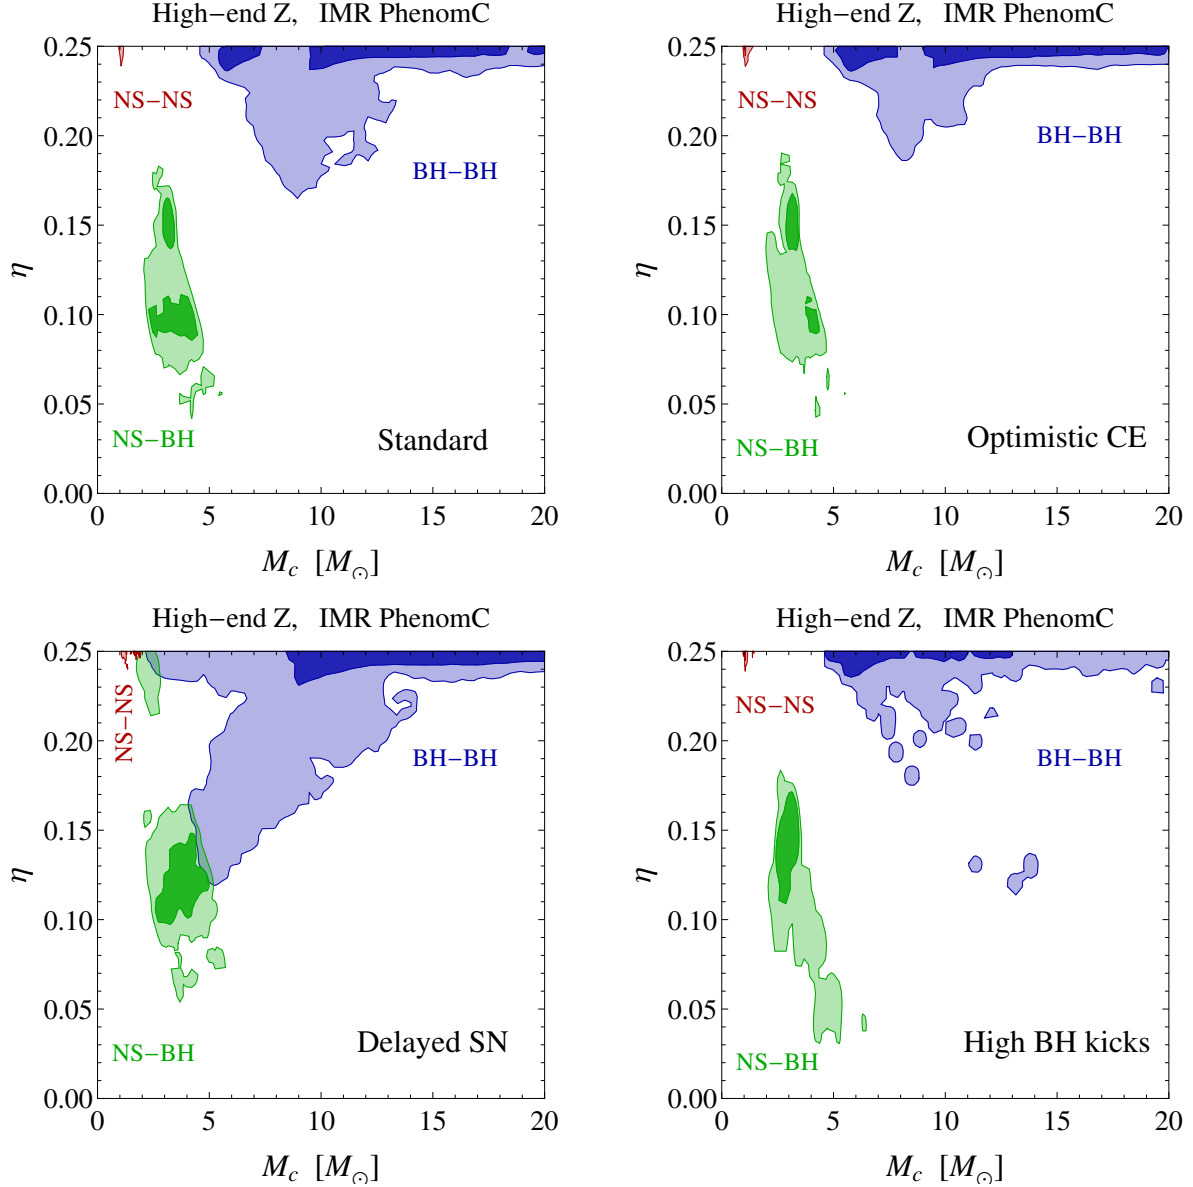 High−end Z, IMR PhenomC
0.25
0.20
0.15
0.10
0.05
0.00
η
NS−NS
BH−BH
NS−BH
Standard
0 5 10 15 20
M_c [M_⊙]
High−end Z, IMR PhenomC
0.25
0.20
0.15
0.10
0.05
0.00
η
NS−NS
BH−BH
NS−BH
Optimistic CE
0 5 10 15 20
M_c [M_⊙]
High−end Z, IMR PhenomC
0.25
0.20
0.15
0.10
0.05
0.00
η
NS−NS
BH−BH
NS−BH
Delayed SN
0 5 10 15 20
M_c [M_⊙]
High−end Z, IMR PhenomC
0.25
0.20
0.15
0.10
0.05
0.00
η
NS−NS
BH−BH
NS−BH
High BH kicks
0 5 10 15 20
M_c [M_⊙]